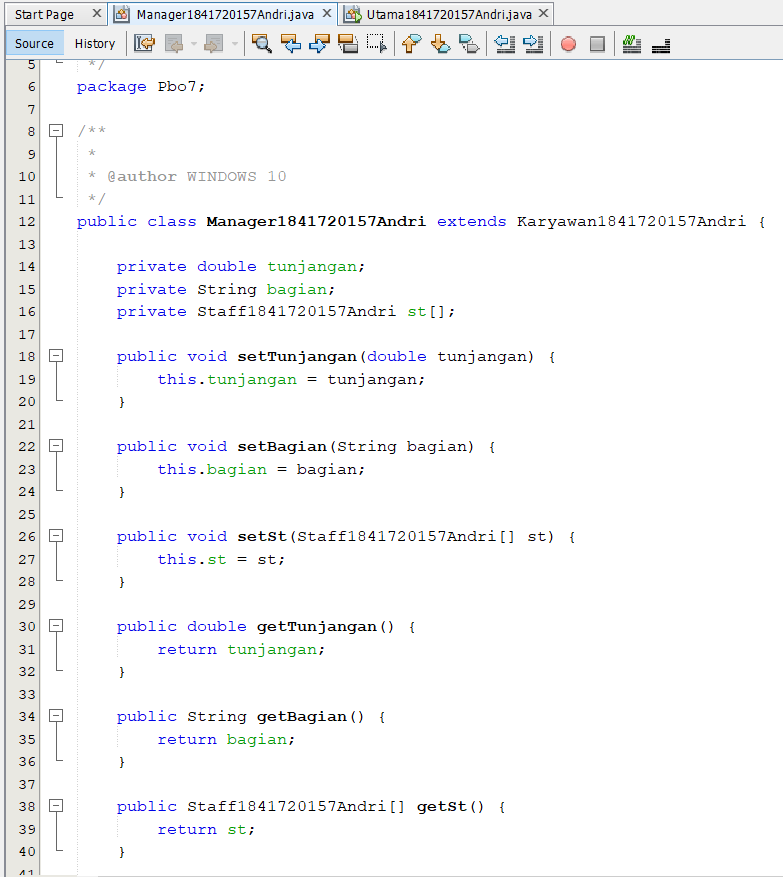 Start Page
Manager1841720157Andri.java
Utama1841720157Andri.java
Source
History
5 */
6 package Pbo7;
7
8 /**
9 *
10 * @author WINDOWS 10
11 */
12 public class Manager1841720157Andri extends Karyawan1841720157Andri {
13
14 private double tunjangan;
15 private String bagian;
16 private Staff1841720157Andri st[];
17
18 public void setTunjangan(double tunjangan) {
19 this.tunjangan = tunjangan;
20 }
21
22 public void setBagian(String bagian) {
23 this.bagian = bagian;
24 }
25
26 public void setSt(Staff1841720157Andri[] st) {
27 this.st = st;
28 }
29
30 public double getTunjangan() {
31 return tunjangan;
32 }
33
34 public String getBagian() {
35 return bagian;
36 }
37
38 public Staff1841720157Andri[] getSt() {
39 return st;
40 }
41